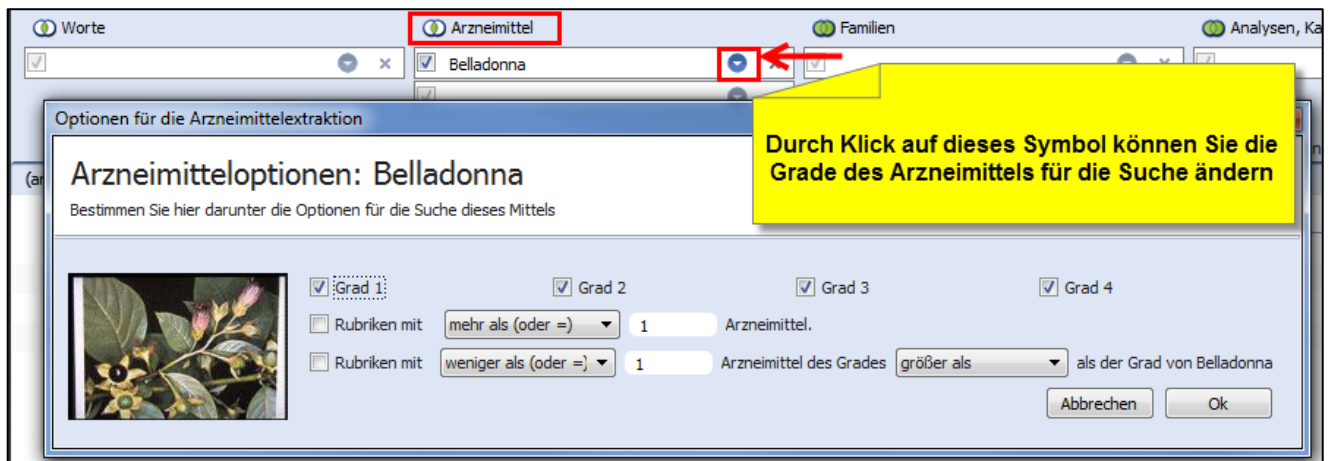 Worte
Arzneimittel
Familien
Analysen, Ka
Belladonna
Optionen für die Arzneimittelextraktion
Durch Klick auf dieses Symbol können Sie die
Grade des Arzneimittels für die Suche ändern
(ar
Arzneimitteloptionen: Belladonna
Bestimmen Sie hier darunter die Optionen für die Suche dieses Mittels
Grad 1
Grad 2
Grad 3
Grad 4
Rubriken mit mehr als (oder =) 1 Arzneimittel.
Rubriken mit weniger als (oder =) 1 Arzneimittel des Grades größer als als der Grad von Belladonna
Abbrechen
Ok